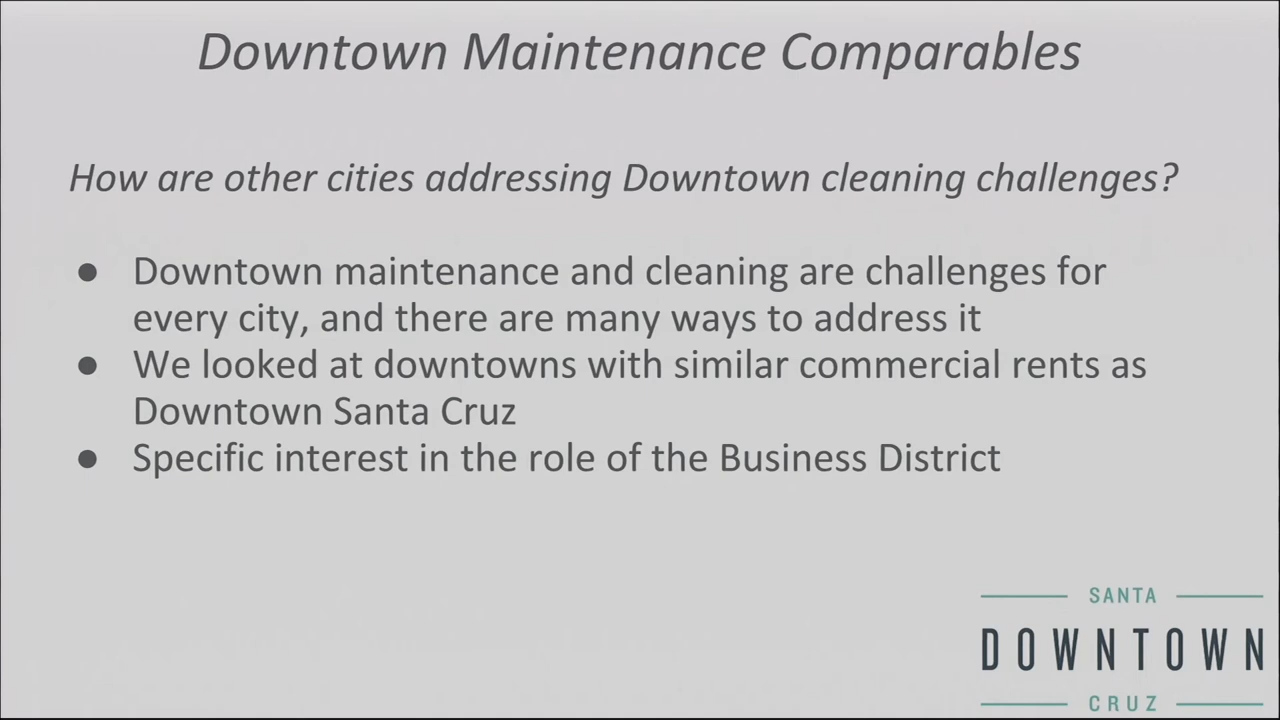 Downtown Maintenance Comparables
How are other cities addressing Downtown cleaning challenges?
● Downtown maintenance and cleaning are challenges for
every city, and there are many ways to address it
● We looked at downtowns with similar commercial rents as
Downtown Santa Cruz
● Specific interest in the role of the Business District
SANTA
DOWNTOWN
CRUZ